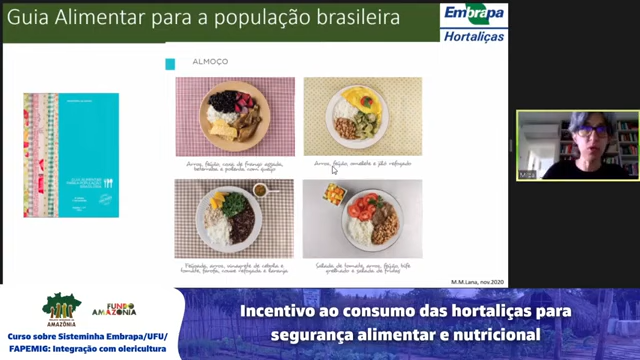 Guia Alimentar para a população brasileira
Embrapa
Hortaliças
ALMOÇO
Arroz, feijão, coxa de frango assada,
beterraba e polenta com queijo
Arroz, feijão, omelete e jiló refogado
Feijoada, arroz, vinagrete de cebola e
tomate, farofa, couve refogada e laranja
Salada de tomate, arroz, feijão, bife
grelhado e salada de frutas
M.M.Lana, nov.2020
AMAZÔNIA
FUNDO
AMAZÔNIA
Curso sobre Sisteminha Embrapa/UFU/
FAPEMIG: Integração com olericultura
Incentivo ao consumo das hortaliças para
segurança alimentar e nutricional